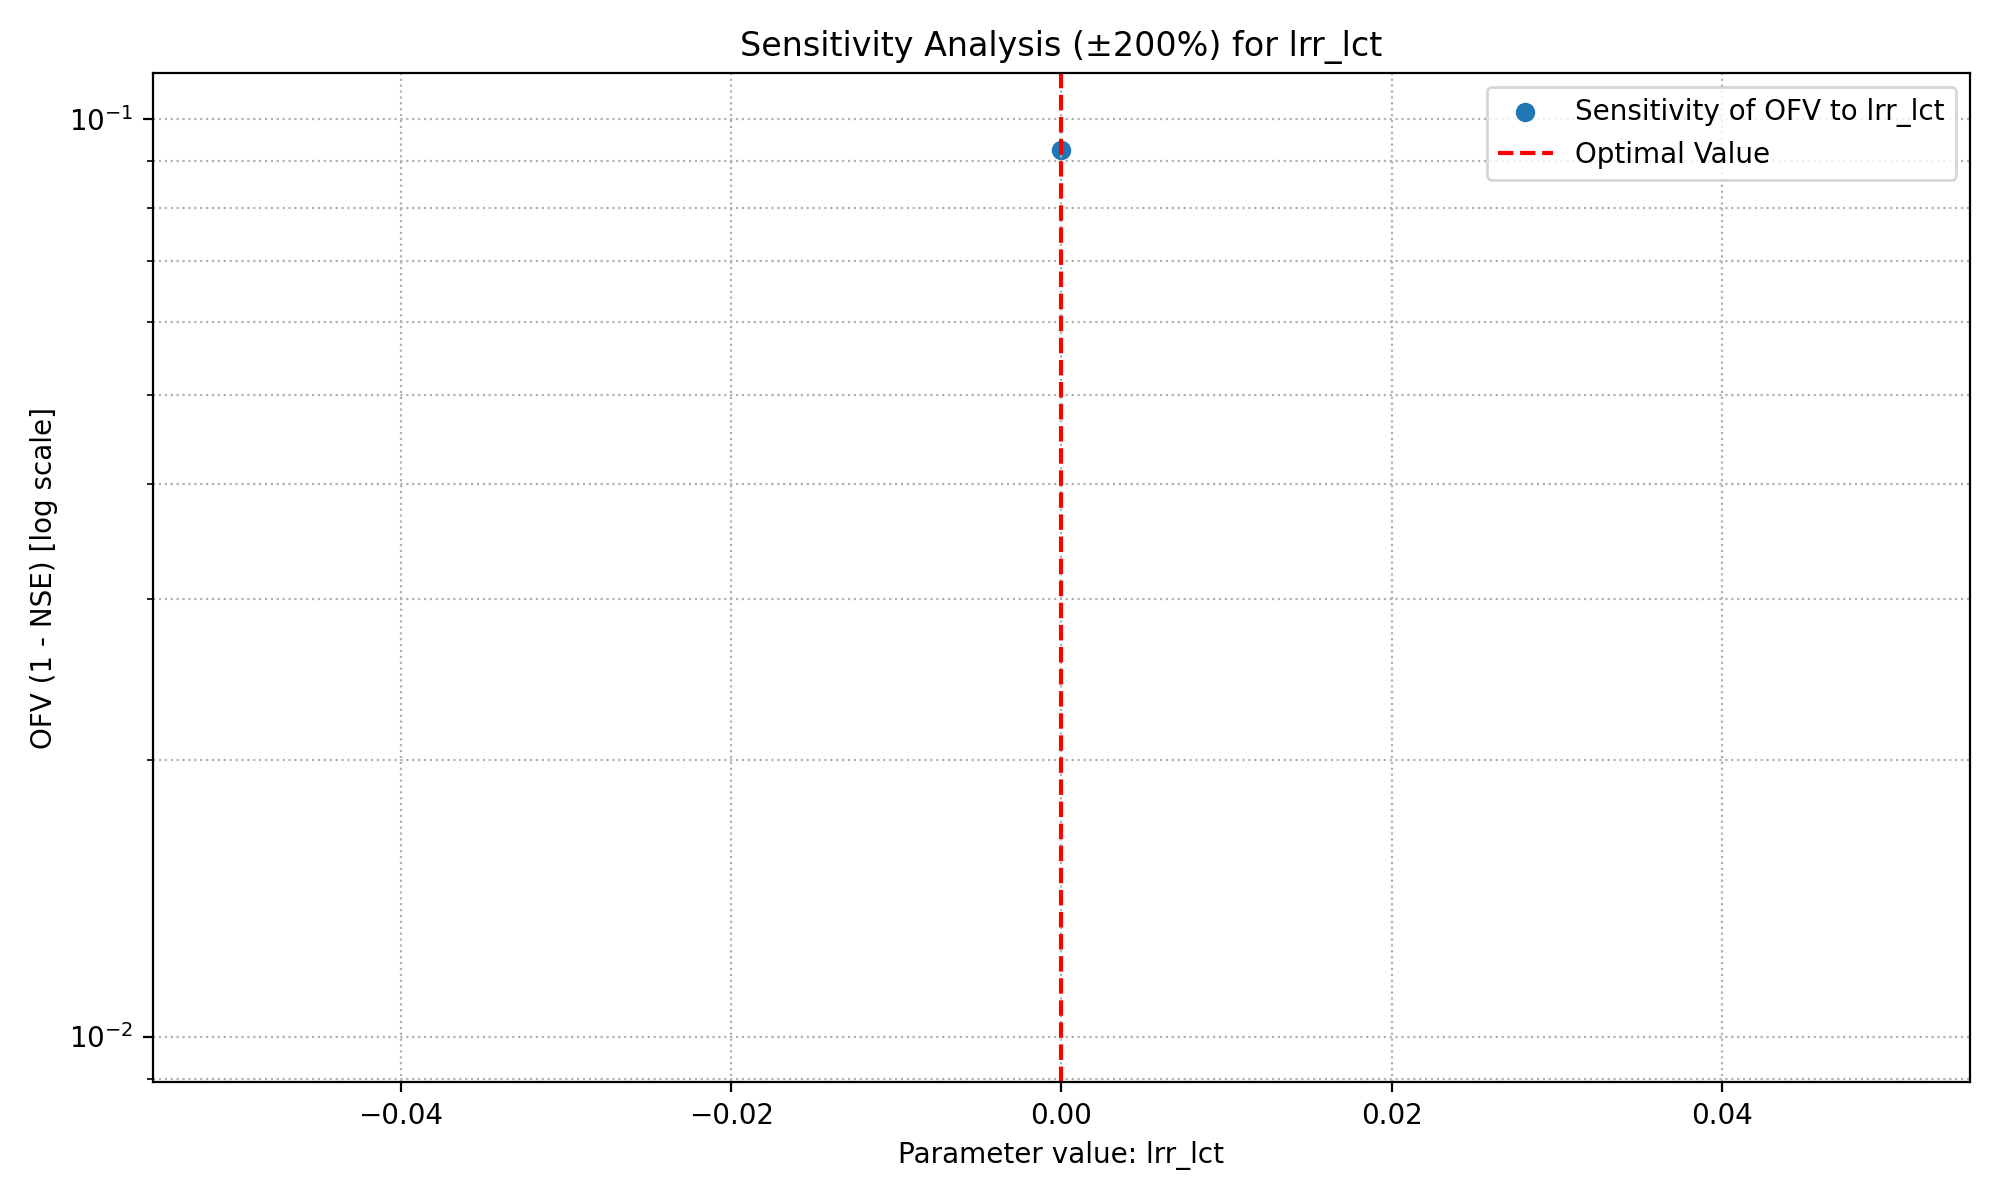 Sensitivity Analysis (±200%) for lrr_lct
Sensitivity of OFV to lrr_lct
Optimal Value
OFV (1 - NSE) [log scale]
10⁻¹
10⁻²
−0.04 −0.02 0.00 0.02 0.04
Parameter value: lrr_lct